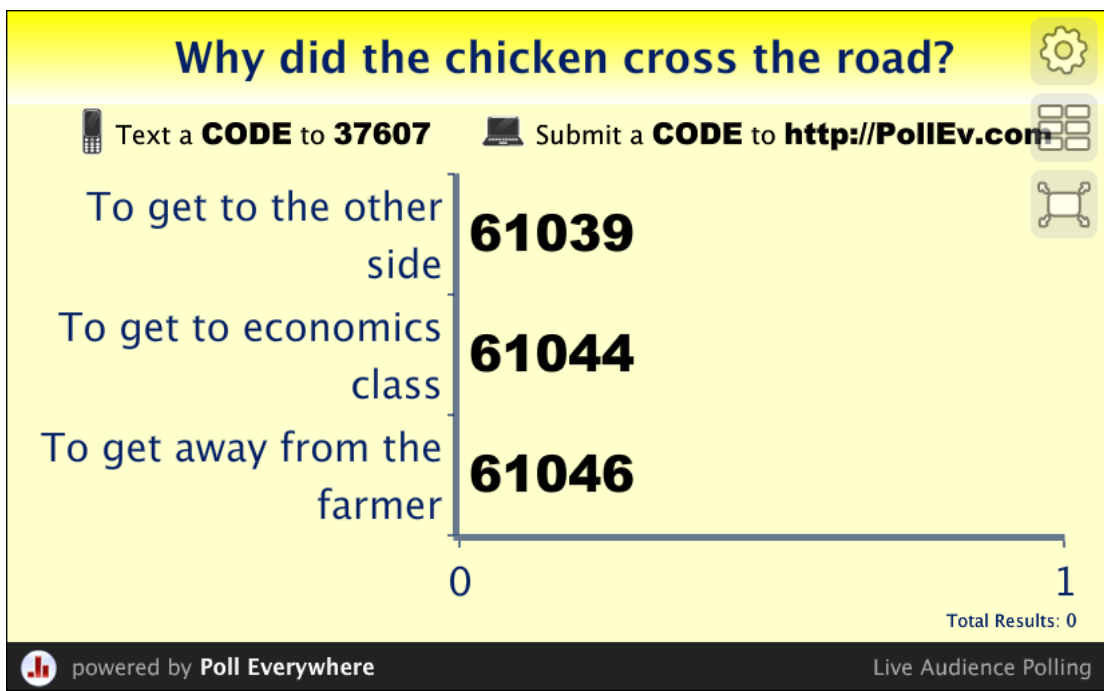 Why did the chicken cross the road?
Text a CODE to 37607 Submit a CODE to http://PollEv.com
To get to the other
side
61039
To get to economics
class
61044
To get away from the
farmer
61046
0 1
Total Results: 0
powered by Poll Everywhere Live Audience Polling